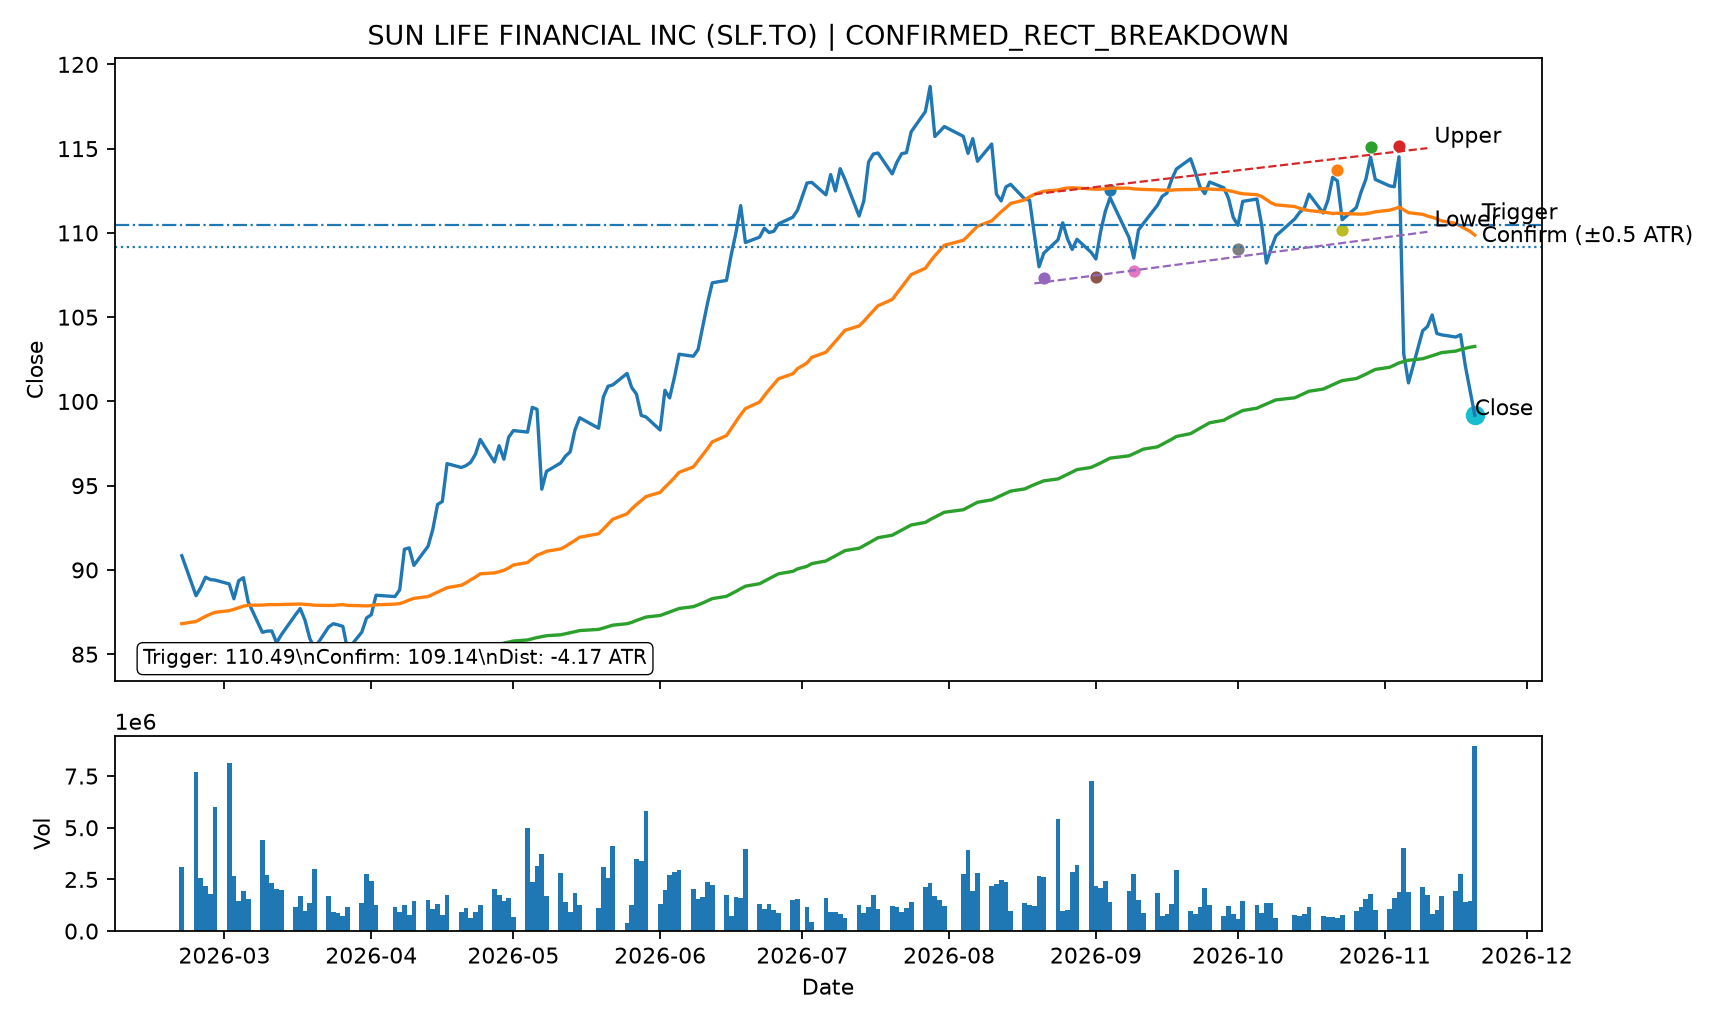 SUN LIFE FINANCIAL INC (SLF.TO) | CONFIRMED_RECT_BREAKDOWN
120
115
110
105
100
95
90
85
Close
Upper
Trigger
Lower
Confirm (±0.5 ATR)
Close
Trigger: 110.49\nConfirm: 109.14\nDist: -4.17 ATR
1e6
7.5
5.0
2.5
0.0
Vol
2026-03 2026-04 2026-05 2026-06 2026-07 2026-08 2026-09 2026-10 2026-11 2026-12
Date